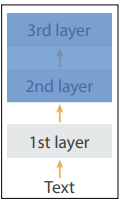 3rd layer
2nd layer
1st layer
Text